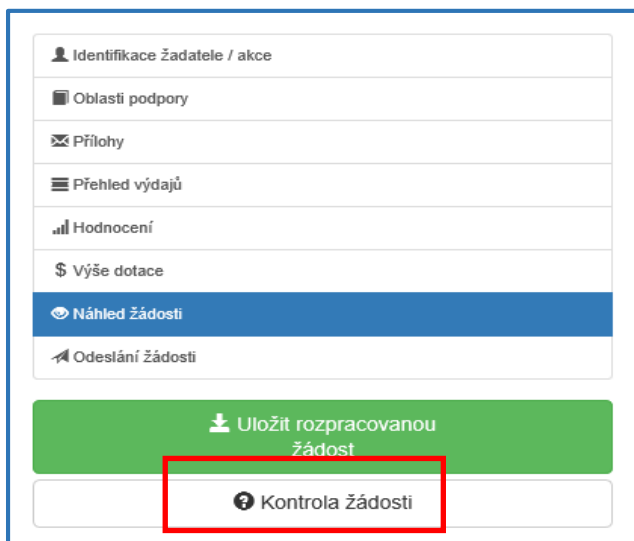 Identifikace žadatele / akce
Oblasti podpory
Přílohy
Přehled výdajů
Hodnocení
$ Výše dotace
Náhled žádosti
Odeslání žádosti
Uložit rozpracovanou
žádost
Kontrola žádosti